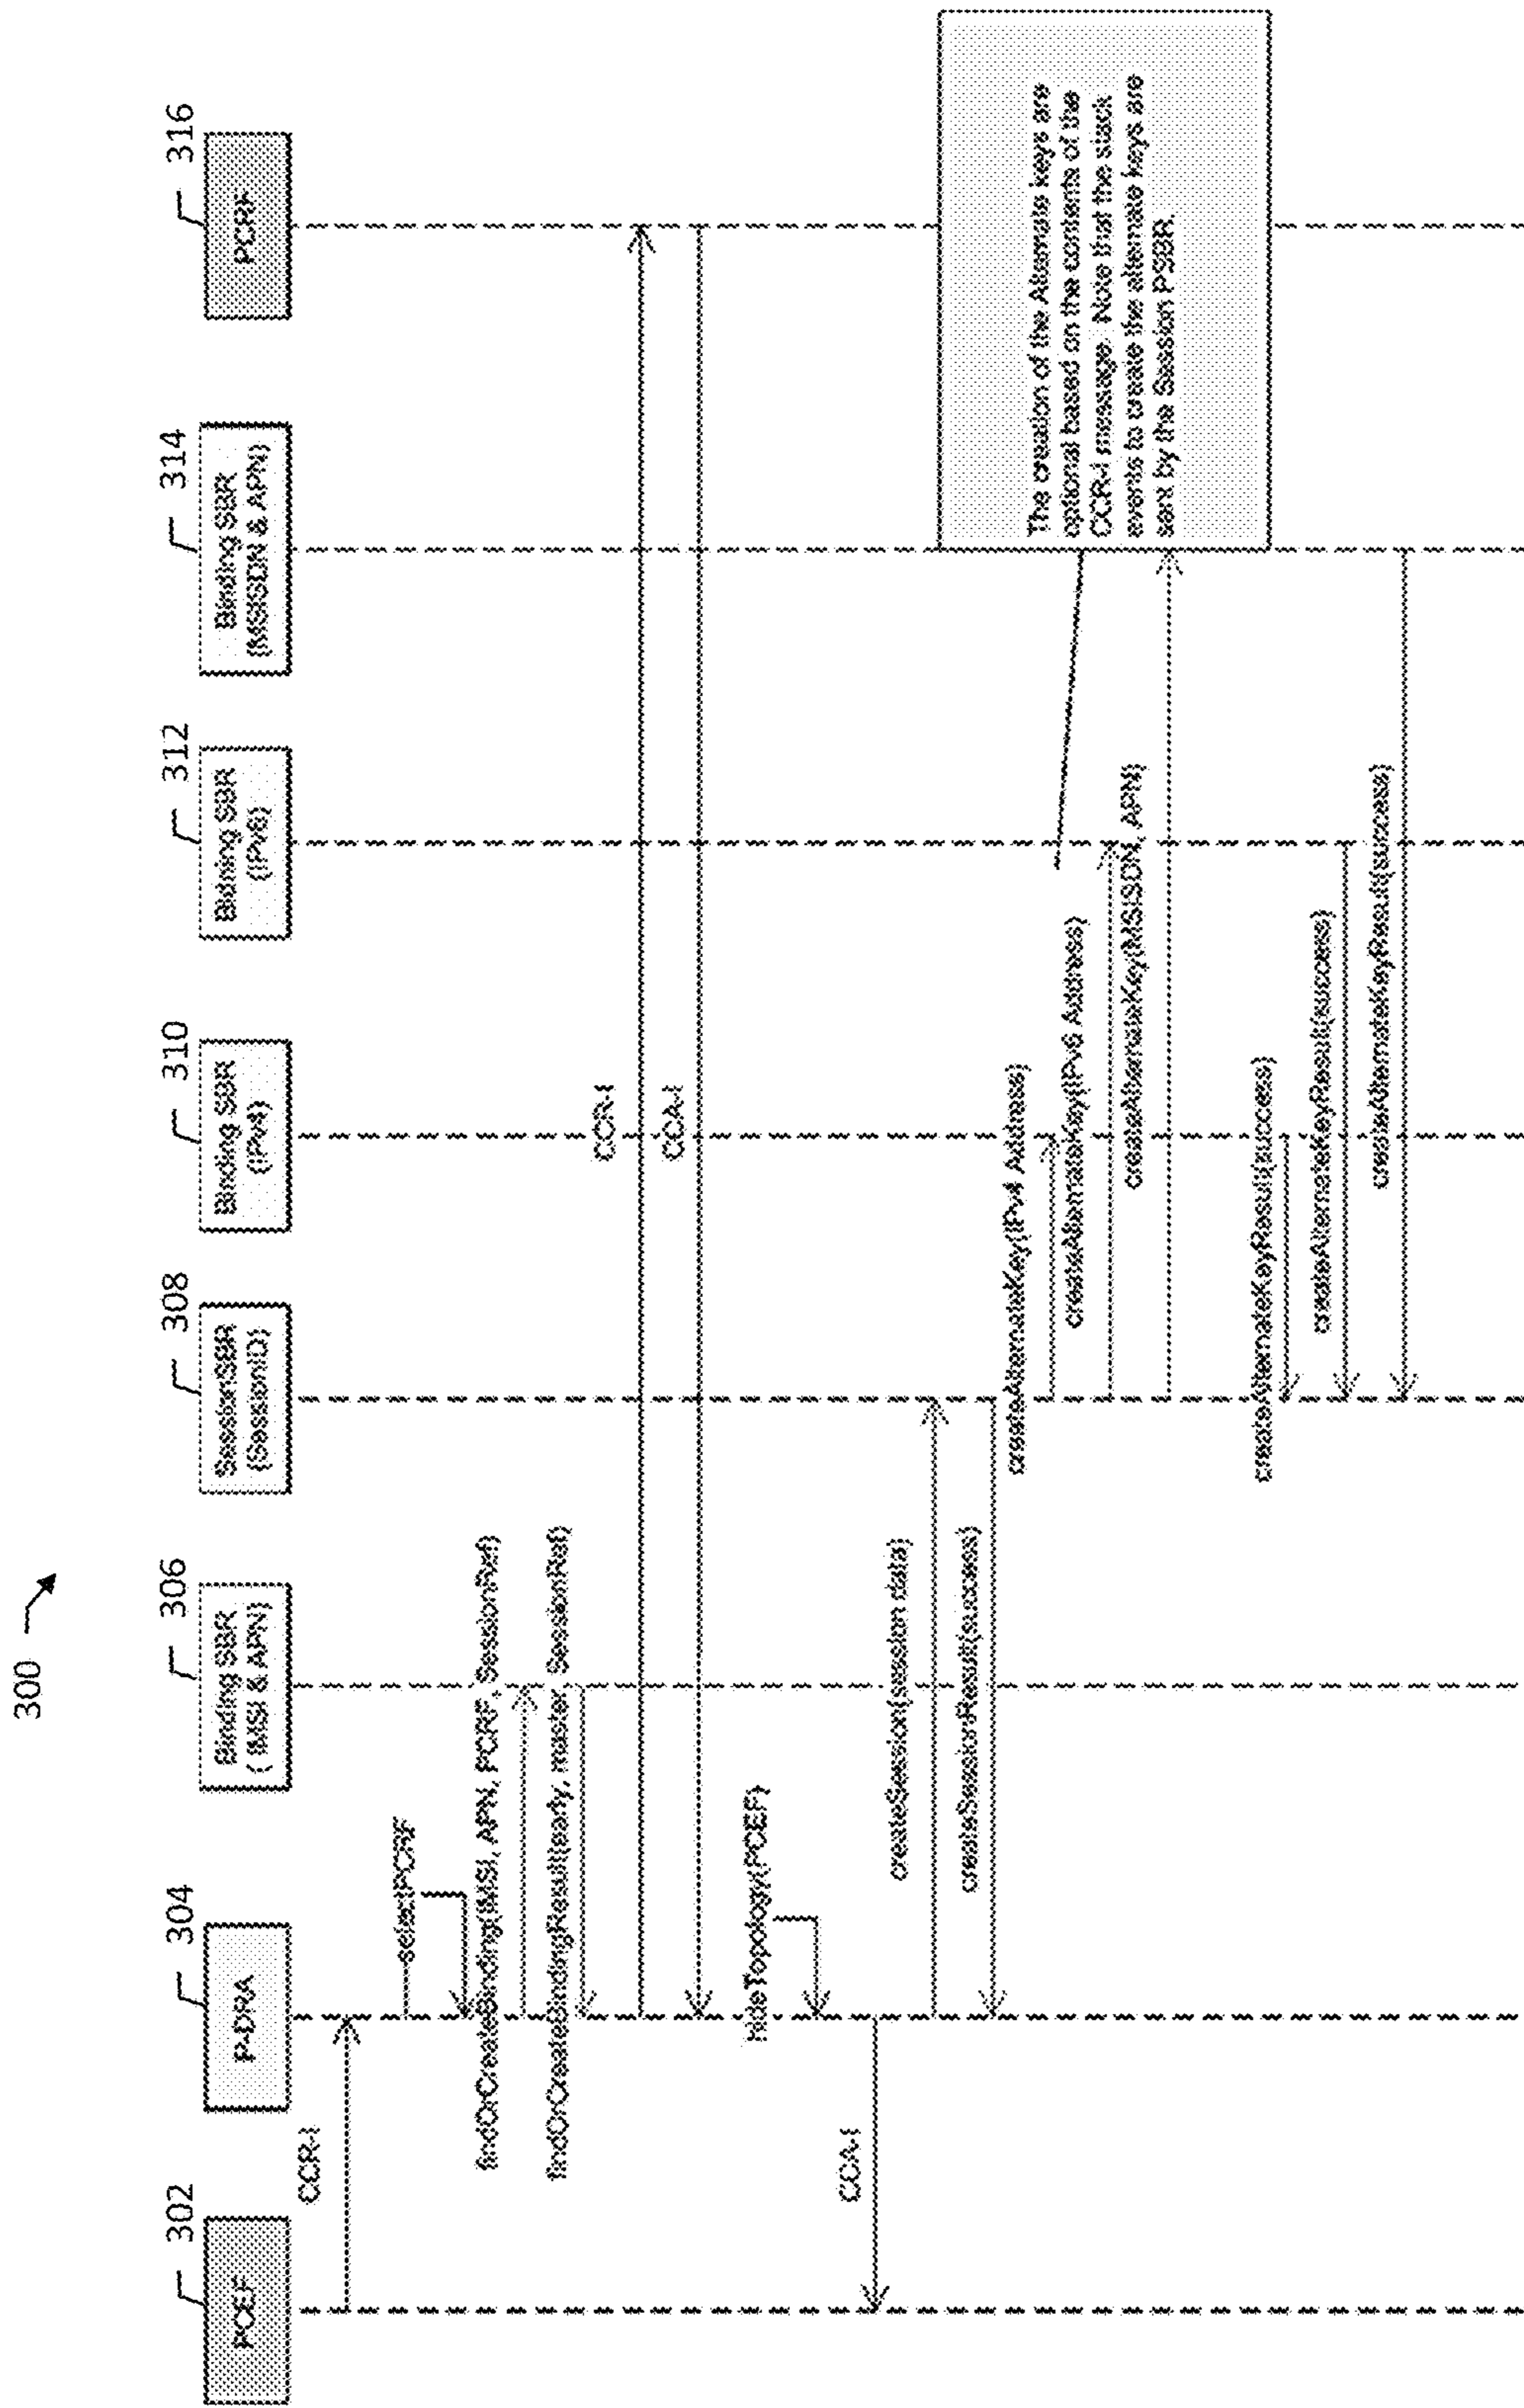 300
302
304
306
308
310
312
314
316
PCEF
P-DRA
Binding SBR
( IMSI & APN)
SessionSBR
(SessionID)
Binding SBR
(IPv4)
Bidning SBR
(IPv6)
Binding SBR
(MSISDN & APN)
PCRF
CCR-I
selectPCRF
findOrCreateBinding(IMSI, APN, PCRF, SessionRef)
findOrCreateBindingResult(early, master SessionRef)
CCR-I
CCA-I
hideTopology(PCEF)
CCA-I
createSession(session data)
createSessionResult(success)
createAlternateKey(IPv4 Address)
createAlternateKey(IPv6 Address)
createAlternateKey(MSISDN, APN)
The creation of the Alternate keys are
optional based on the contents of the
CCR-I message. Note that the stack
events to create the alternate keys are
sent by the Session PSBR.
createAlternateKeyResult(success)
createAlternateKeyResult(success)
createAlternateKeyResult(success)